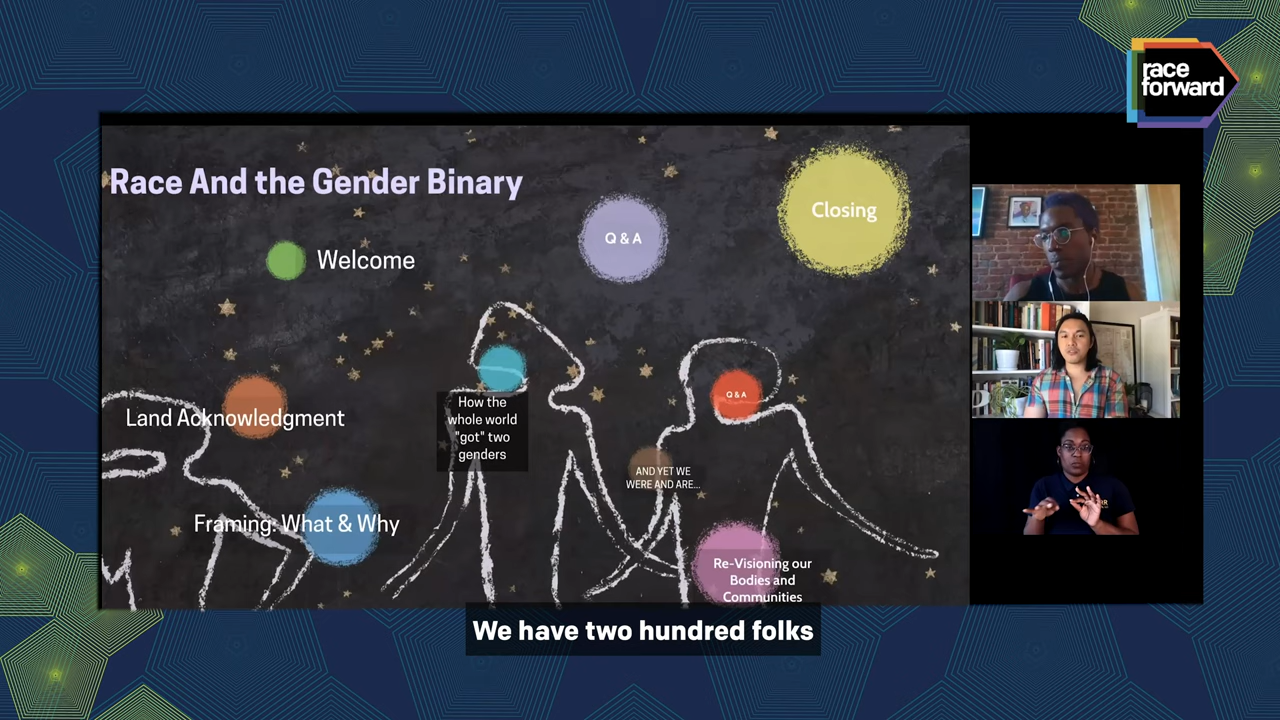 race
forward
Race And the Gender Binary
Closing
Q & A
Welcome
How the
whole world
"got" two
genders
Q & A
Land Acknowledgment
AND YET WE
WERE AND ARE...
Framing: What & Why
Re-Visioning our
Bodies and
Communities
We have two hundred folks